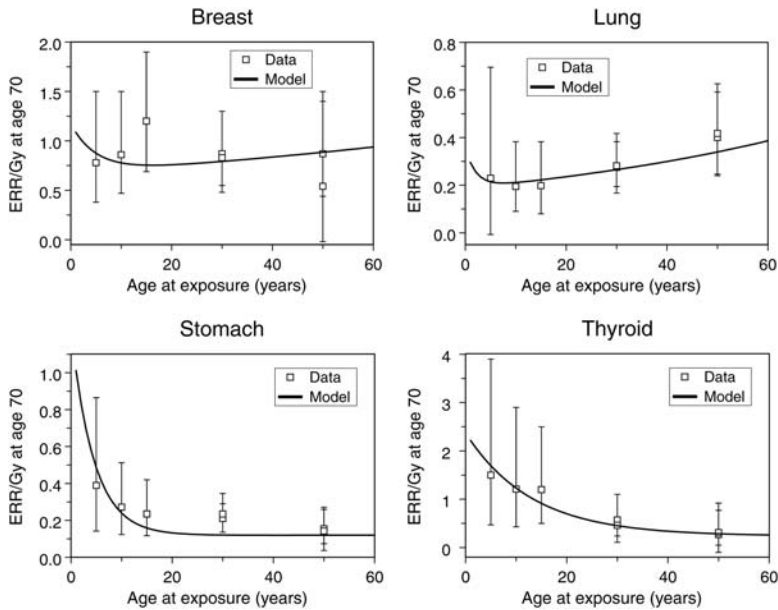 Breast
2.0
1.5
1.0
0.5
0.0
ERR/Gy at age 70
Data
Model
0 20 40 60
Age at exposure (years)
Lung
0.8
0.6
0.4
0.2
0.0
ERR/Gy at age 70
Data
Model
0 20 40 60
Age at exposure (years)
Stomach
1.0
0.8
0.6
0.4
0.2
0.0
ERR/Gy at age 70
Data
Model
0 20 40 60
Age at exposure (years)
Thyroid
4
3
2
1
0
ERR/Gy at age 70
Data
Model
0 20 40 60
Age at exposure (years)